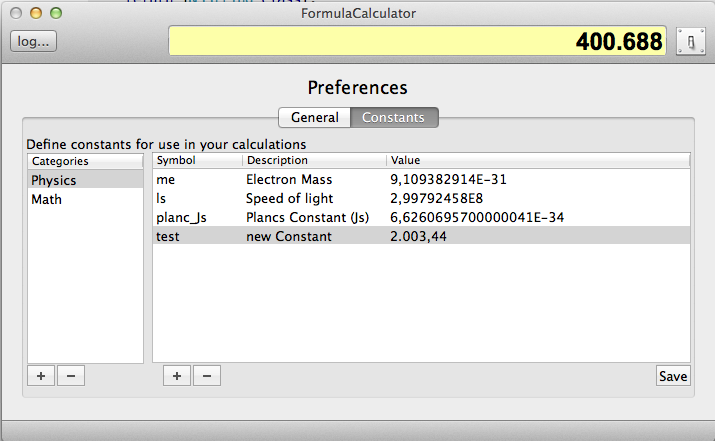 FormulaCalculator
log...
400.688
Preferences
General Constants
Define constants for use in your calculations
Categories
Physics
Math
Symbol Description Value
me Electron Mass 9,109382914E-31
ls Speed of light 2,99792458E8
planc_Js Plancs Constant (Js) 6,6260695700000041E-34
test new Constant 2.003,44
+ − + − Save